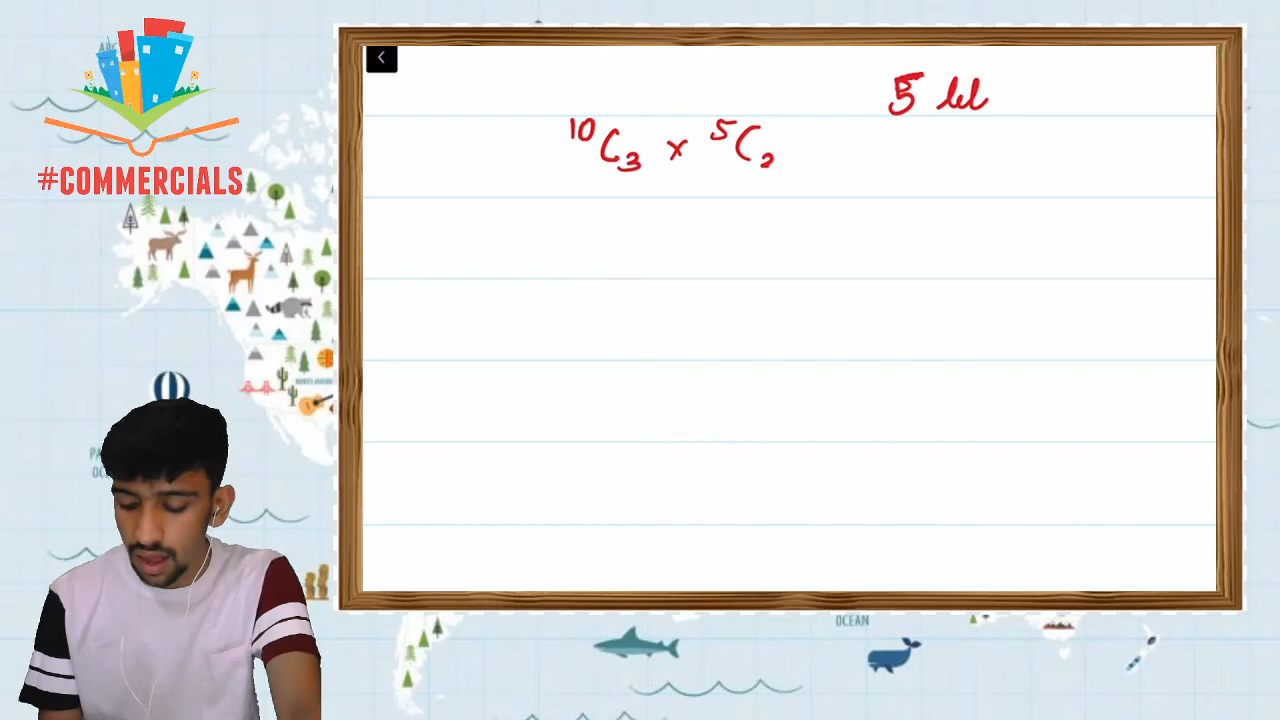 #COMMERCIALS
5 lel
¹⁰C₃ × ⁵C₂
OCEAN